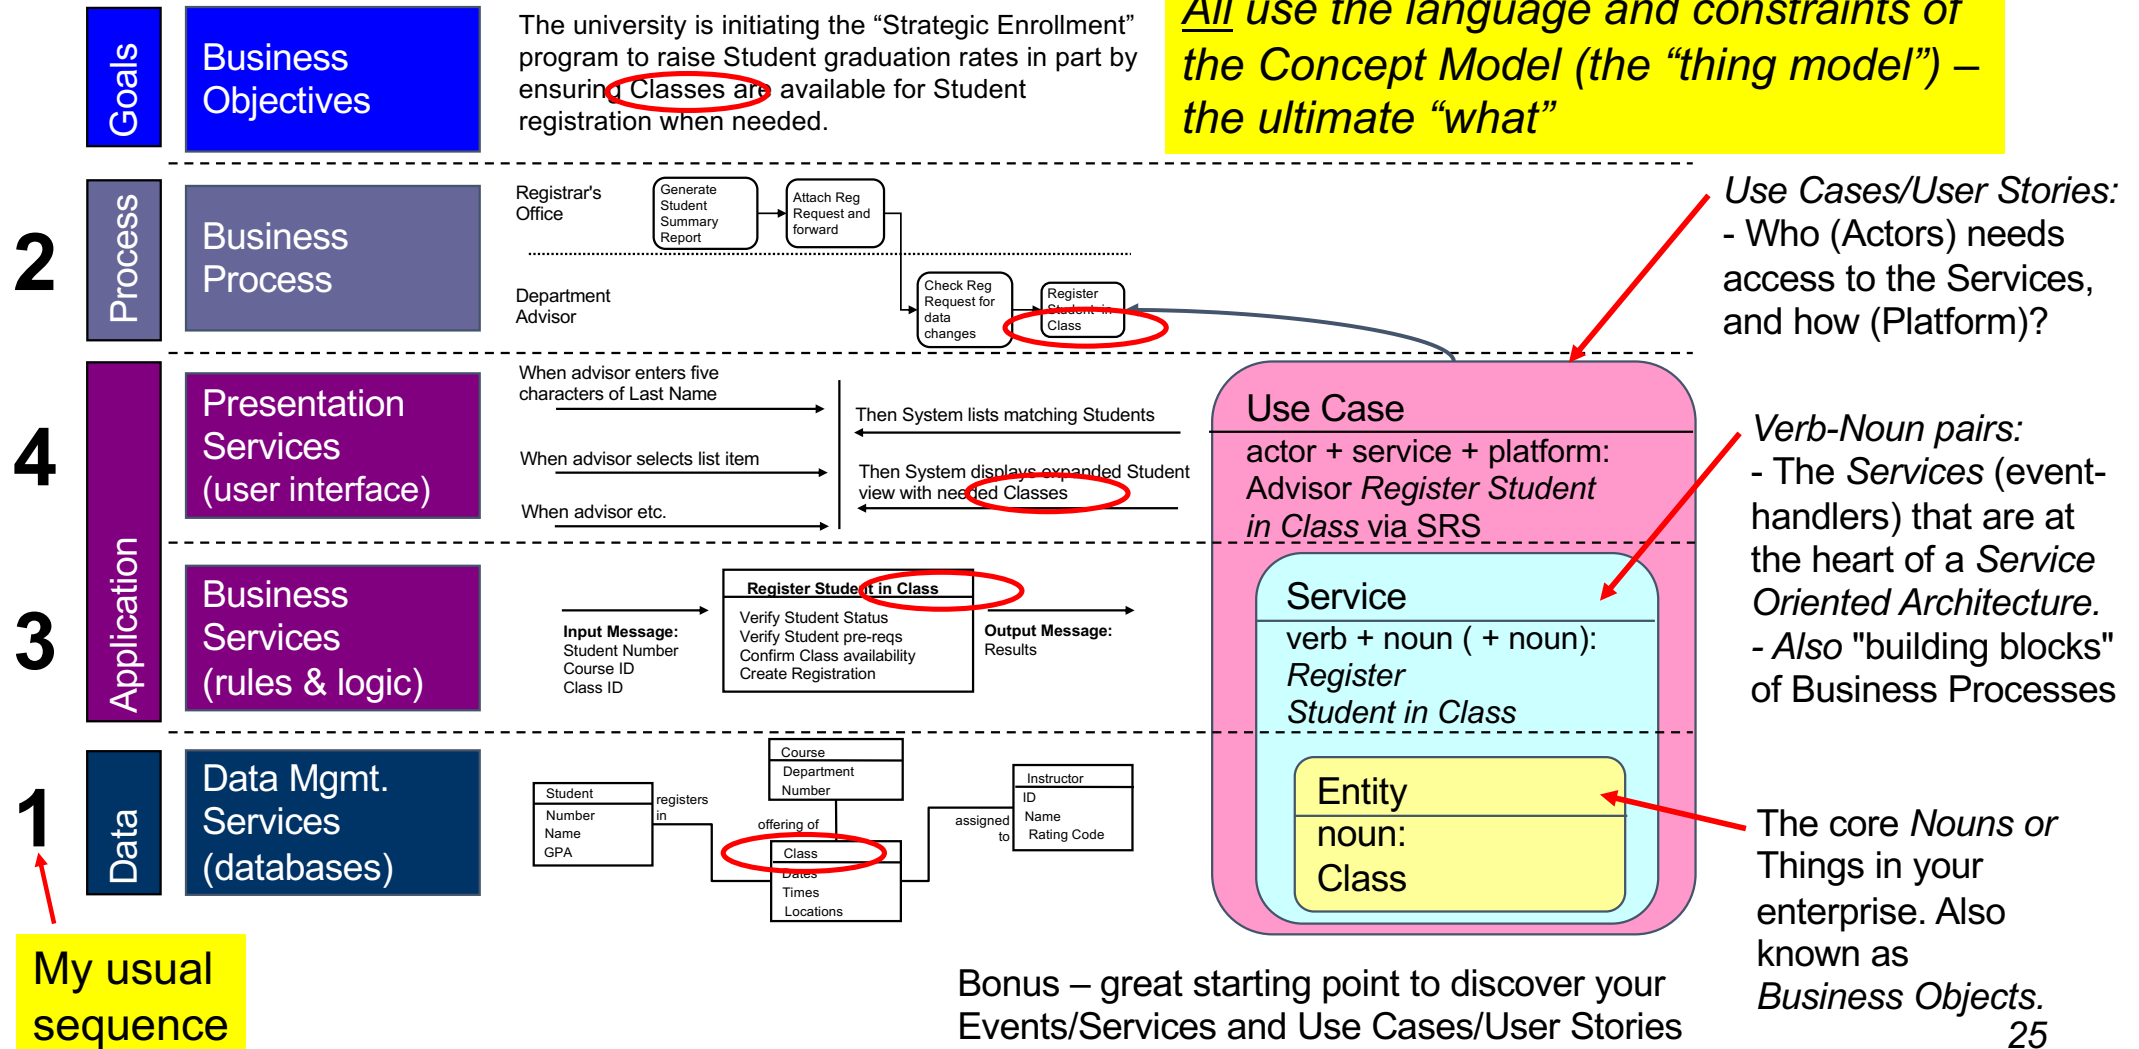 All use the language and constraints of
the Concept Model (the “thing model”) –
the ultimate “what”
Goals
Business
Objectives
The university is initiating the “Strategic Enrollment”
program to raise Student graduation rates in part by
ensuring Classes are available for Student
registration when needed.
2
Process
Business
Process
Registrar's
Office
Generate
Student
Summary
Report
Attach Reg
Request and
forward
Department
Advisor
Check Reg
Request for
data
changes
Register
Student in
Class
Use Cases/User Stories:
- Who (Actors) needs
access to the Services,
and how (Platform)?
4
Application
Presentation
Services
(user interface)
When advisor enters five
characters of Last Name
Then System lists matching Students
When advisor selects list item
Then System displays expanded Student
view with needed Classes
When advisor etc.
Use Case
actor + service + platform:
Advisor Register Student
in Class via SRS
Verb-Noun pairs:
- The Services (event-
handlers) that are at
the heart of a Service
Oriented Architecture.
- Also "building blocks"
of Business Processes
3
Business
Services
(rules & logic)
Input Message:
Student Number
Course ID
Class ID
Register Student in Class
Verify Student Status
Verify Student pre-reqs
Confirm Class availability
Create Registration
Output Message:
Results
Service
verb + noun ( + noun):
Register
Student in Class
1
Data
Data Mgmt.
Services
(databases)
Student
Number
Name
GPA
registers
in
Course
Department
Number
offering of
Class
Dates
Times
Locations
assigned
to
Instructor
ID
Name
Rating Code
Entity
noun:
Class
The core Nouns or
Things in your
enterprise. Also
known as
Business Objects.
My usual
sequence
Bonus – great starting point to discover your
Events/Services and Use Cases/User Stories
25